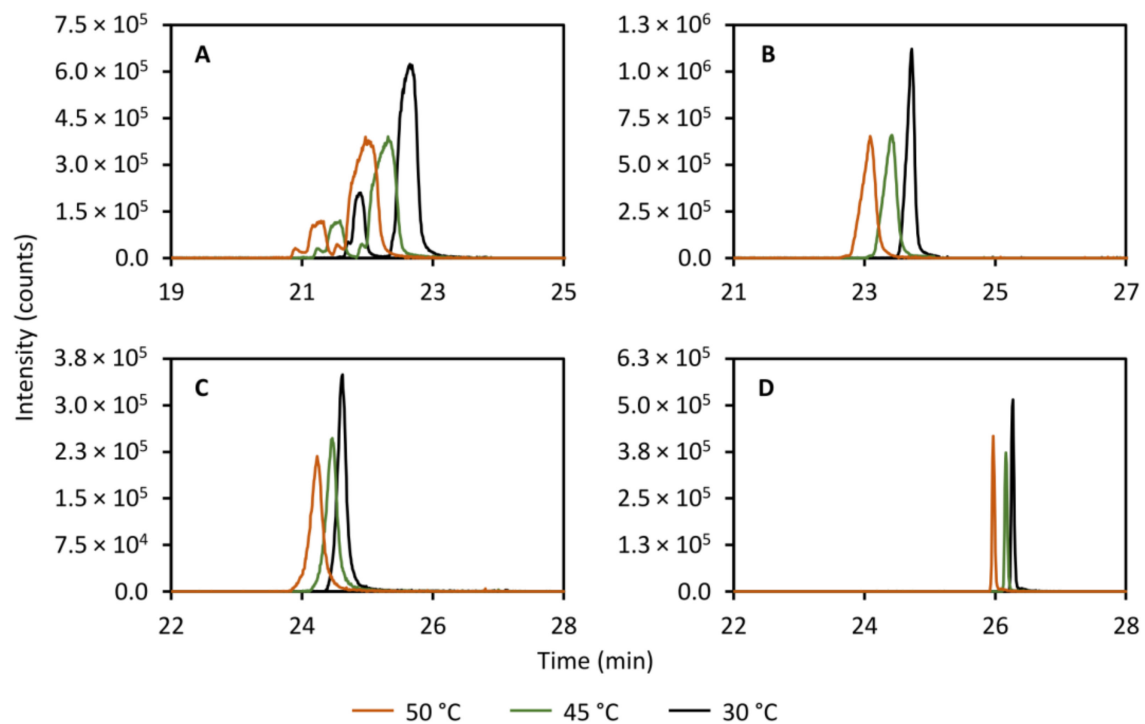 7.5 × 10⁵
A
6.0 × 10⁵
4.5 × 10⁵
3.0 × 10⁵
1.5 × 10⁵
0.0
19 21 23 25
1.3 × 10⁶
B
1.0 × 10⁶
7.5 × 10⁵
5.0 × 10⁵
2.5 × 10⁵
0.0
21 23 25 27
Intensity (counts)
3.8 × 10⁵
C
3.0 × 10⁵
2.3 × 10⁵
1.5 × 10⁵
7.5 × 10⁴
0.0
22 24 26 28
6.3 × 10⁵
D
5.0 × 10⁵
3.8 × 10⁵
2.5 × 10⁵
1.3 × 10⁵
0.0
22 24 26 28
Time (min)
50 °C 45 °C 30 °C